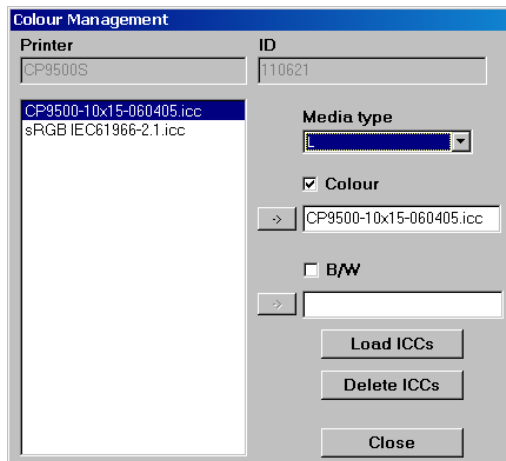 Colour Management
Printer
ID
CP9500S
110621
CP9500-10x15-060405.icc
sRGB IEC61966-2.1.icc
Media type
L
Colour
->
CP9500-10x15-060405.icc
B/W
->
Load ICCs
Delete ICCs
Close